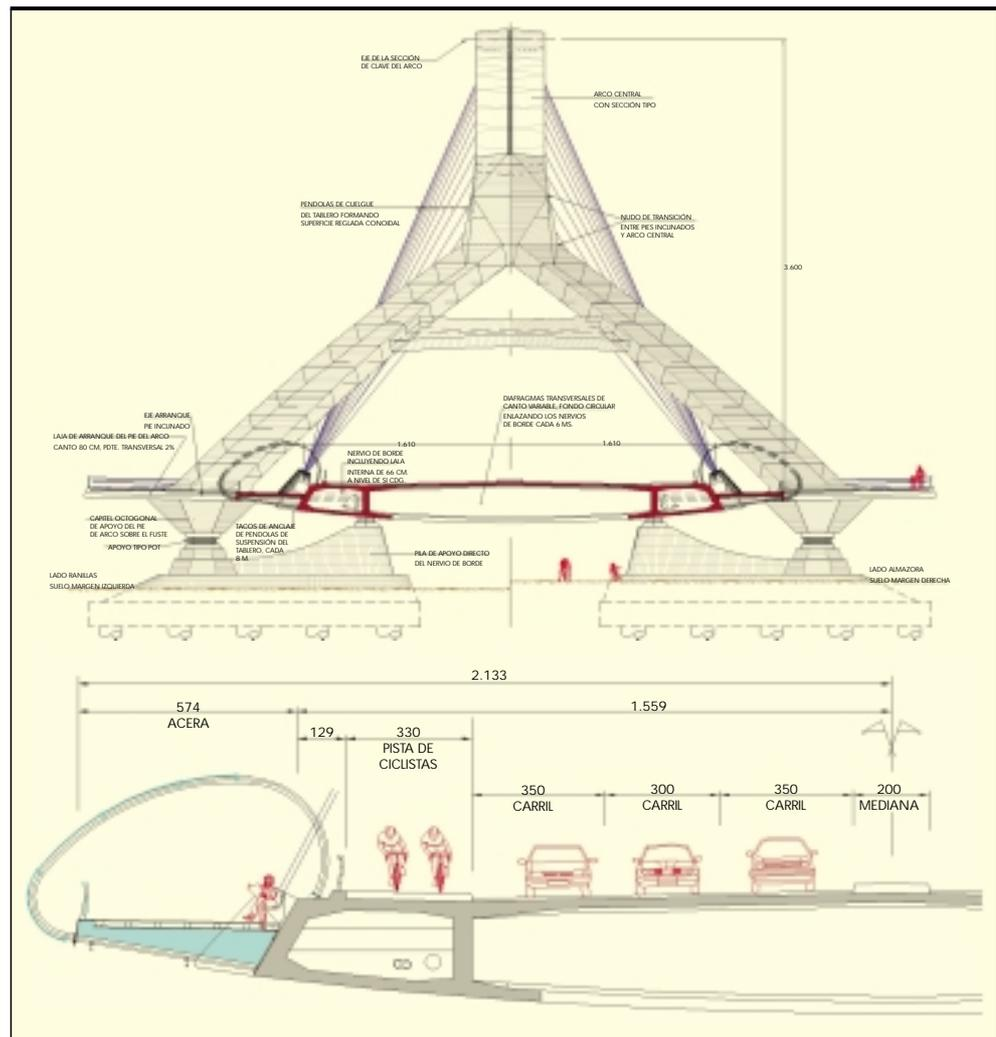 EJE DE LA SECCIÓN
DE CLAVE DEL ARCO
ARCO CENTRAL
CON SECCIÓN TIPO
PENDOLAS DE CUELGUE
DEL TABLERO FORMANDO
SUPERFICIE REGLADA CONOIDAL
NUDO DE TRANSICIÓN
ENTRE PIES INCLINADOS
Y ARCO CENTRAL
3.600
DIAFRAGMAS TRANSVERSALES DE
CANTO VARIABLE, FONDO CIRCULAR
ENLAZANDO LOS NERVIOS
DE BORDE CADA 6 MS.
EJE ARRANQUE
PIE INCLINADO
LAJA DE ARRANQUE DEL PIE DEL ARCO
CANTO 80 CM, PDTE. TRANSVERSAL 2%
1.610
1.610
NERVIO DE BORDE
INCLUYENDO LAJA
INTERNA DE 66 CM.
A NIVEL DE SI CDG.
CAPITEL OCTOGONAL
DE APOYO DEL PIE
DE ARCO SOBRE EL FUSTE
APOYO TIPO POT
TACOS DE ANCLAJE
DE PENDOLAS DE
SUSPENSIÓN DEL
TABLERO, CADA
8 M.
PILA DE APOYO DIRECTO
DEL NERVIO DE BORDE
LADO RANILLAS
SUELO MARGEN IZQUIERDA
LADO ALMAZORA
SUELO MARGEN DERECHA
2.133
574
ACERA
1.559
129
330
PISTA DE
CICLISTAS
350
CARRIL
300
CARRIL
350
CARRIL
200
MEDIANA